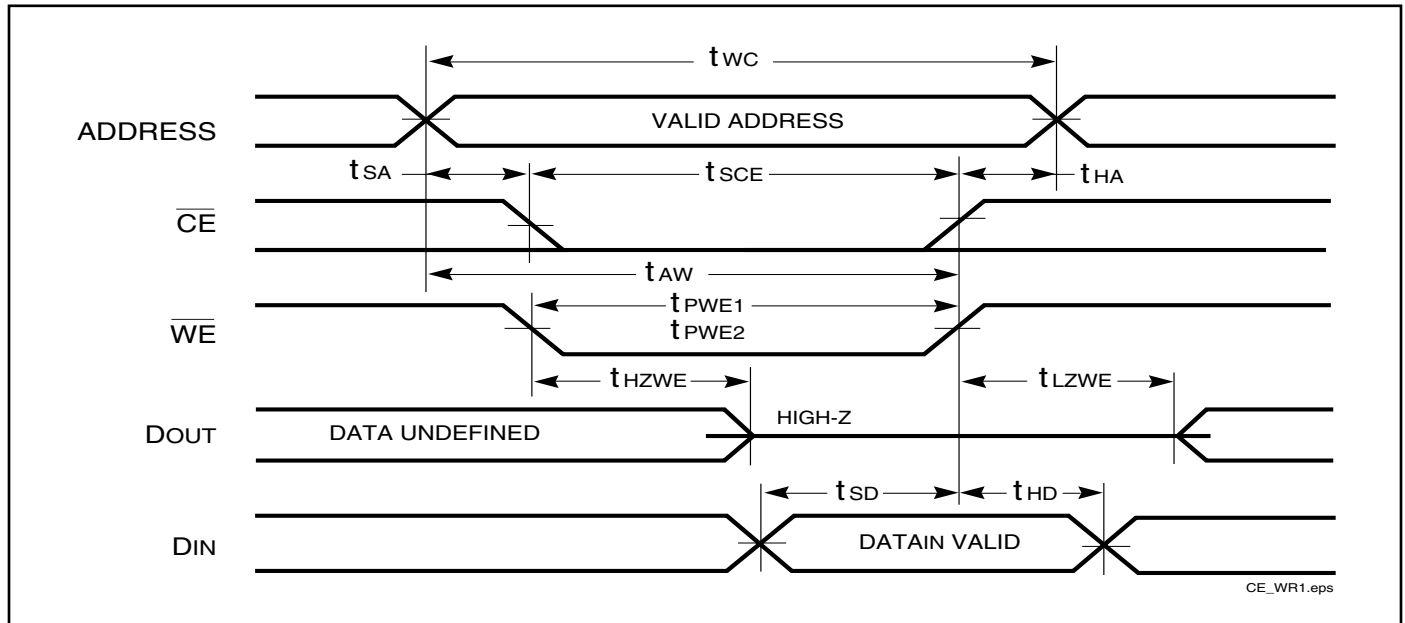 tWC
ADDRESS
VALID ADDRESS
tSA
tSCE
tHA
CE
tAW
WE
tPWE1
tPWE2
tHZWE
tLZWE
DOUT
DATA UNDEFINED
HIGH-Z
tSD
tHD
DIN
DATAIN VALID
CE_WR1.eps